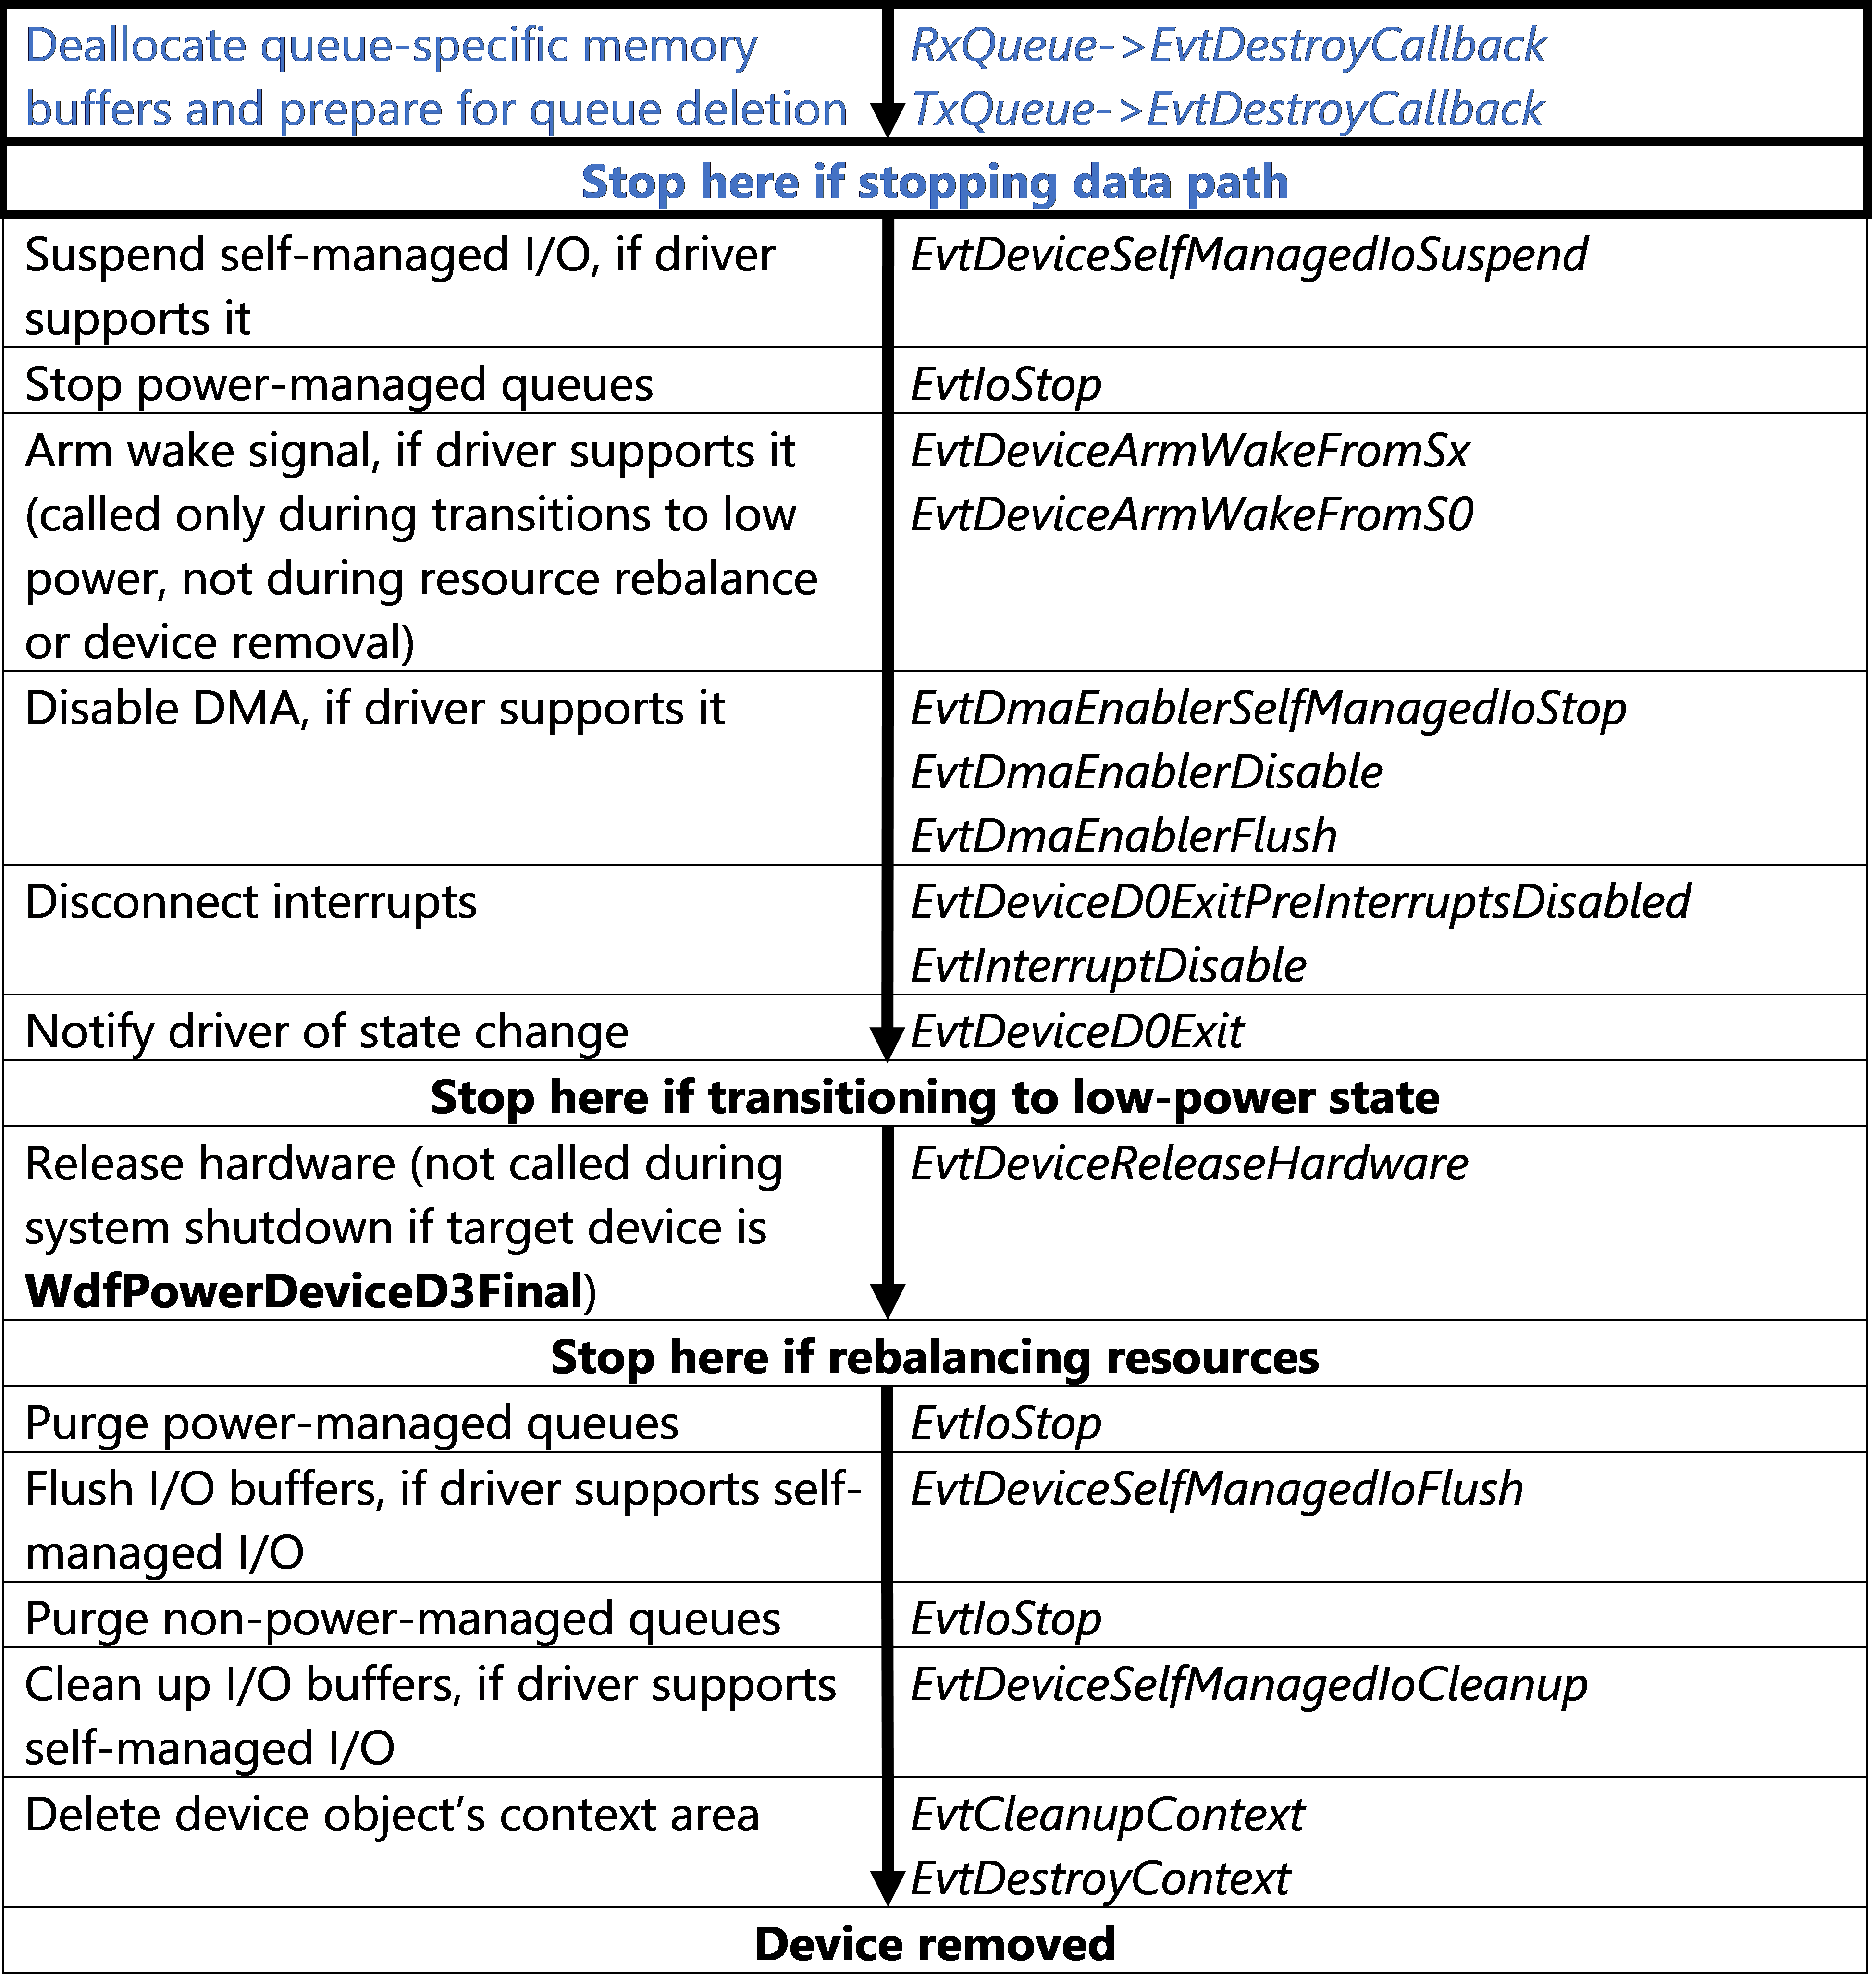 Deallocate queue-specific memory
buffers and prepare for queue deletion
RxQueue->EvtDestroyCallback
TxQueue->EvtDestroyCallback
Stop here if stopping data path
Suspend self-managed I/O, if driver
supports it
EvtDeviceSelfManagedIoSuspend
Stop power-managed queues
EvtIoStop
Arm wake signal, if driver supports it
(called only during transitions to low
power, not during resource rebalance
or device removal)
EvtDeviceArmWakeFromSx
EvtDeviceArmWakeFromS0
Disable DMA, if driver supports it
EvtDmaEnablerSelfManagedIoStop
EvtDmaEnablerDisable
EvtDmaEnablerFlush
Disconnect interrupts
EvtDeviceD0ExitPreInterruptsDisabled
EvtInterruptDisable
Notify driver of state change
EvtDeviceD0Exit
Stop here if transitioning to low-power state
Release hardware (not called during
system shutdown if target device is
WdfPowerDeviceD3Final)
EvtDeviceReleaseHardware
Stop here if rebalancing resources
Purge power-managed queues
EvtIoStop
Flush I/O buffers, if driver supports self-
managed I/O
EvtDeviceSelfManagedIoFlush
Purge non-power-managed queues
EvtIoStop
Clean up I/O buffers, if driver supports
self-managed I/O
EvtDeviceSelfManagedIoCleanup
Delete device object’s context area
EvtCleanupContext
EvtDestroyContext
Device removed